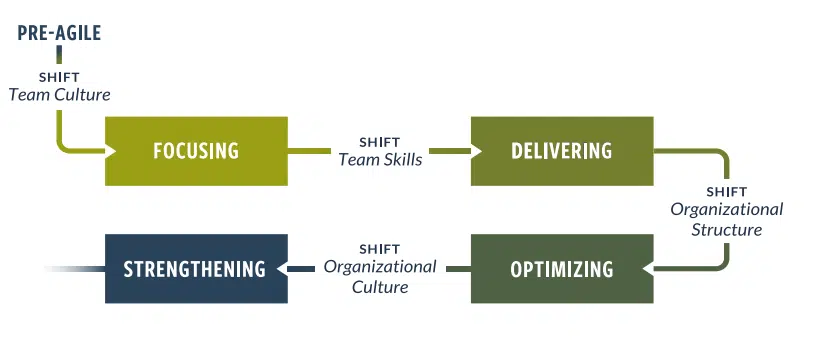 PRE-AGILE
SHIFT
Team Culture
FOCUSING
SHIFT
Team Skills
DELIVERING
SHIFT
Organizational
Structure
OPTIMIZING
SHIFT
Organizational
Culture
STRENGTHENING